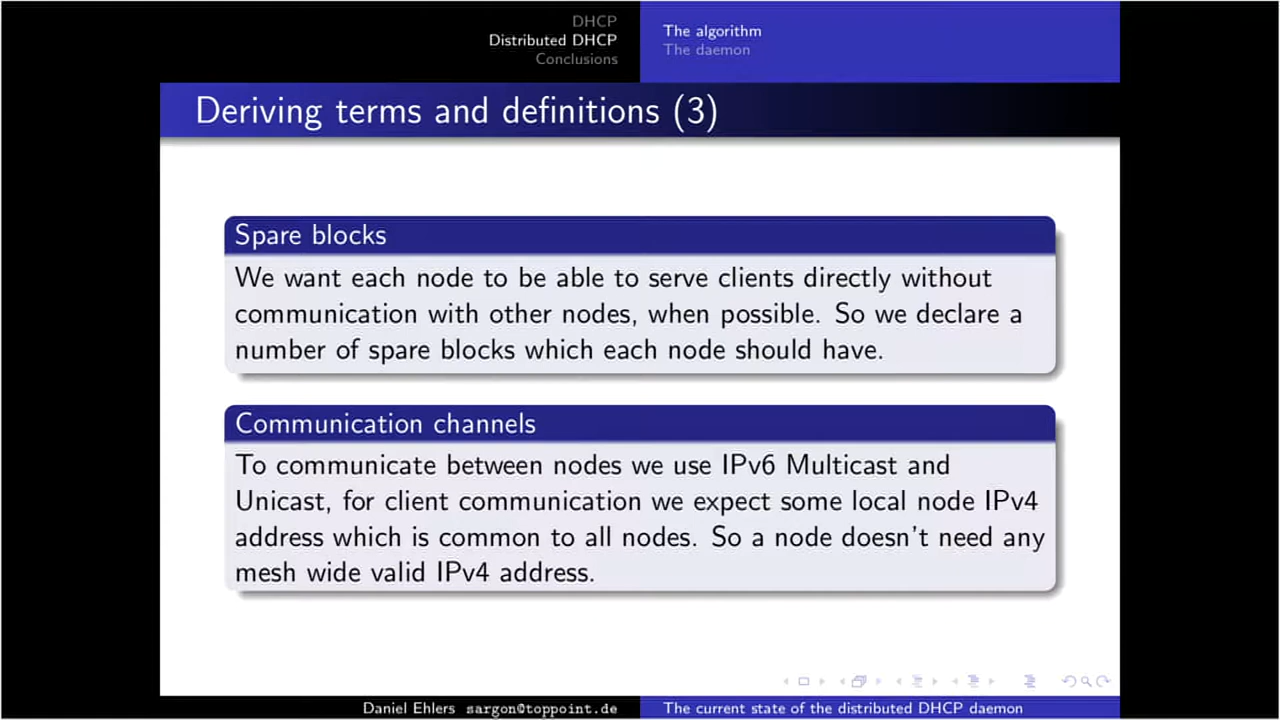 DHCP
Distributed DHCP
Conclusions
The algorithm
The daemon
Deriving terms and definitions (3)
Spare blocks
We want each node to be able to serve clients directly without
communication with other nodes, when possible. So we declare a
number of spare blocks which each node should have.
Communication channels
To communicate between nodes we use IPv6 Multicast and
Unicast, for client communication we expect some local node IPv4
address which is common to all nodes. So a node doesn't need any
mesh wide valid IPv4 address.
Daniel Ehlers sargon@toppoint.de
The current state of the distributed DHCP daemon